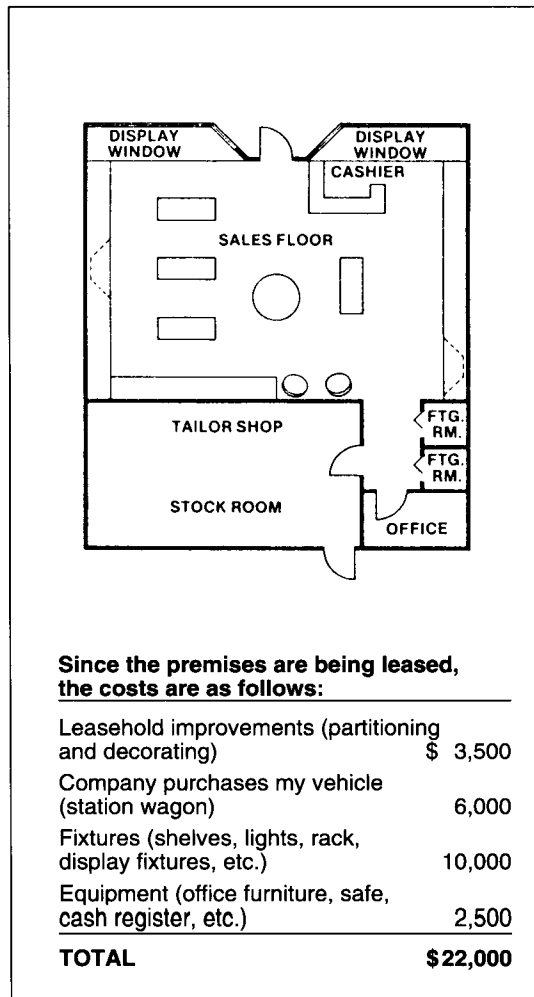 DISPLAY
WINDOW
DISPLAY
WINDOW
CASHIER
SALES FLOOR
TAILOR SHOP
FTG.
RM.
FTG.
RM.
STOCK ROOM
OFFICE
Since the premises are being leased,
the costs are as follows:
Leasehold improvements (partitioning
and decorating) $ 3,500
Company purchases my vehicle
(station wagon) 6,000
Fixtures (shelves, lights, rack,
display fixtures, etc.) 10,000
Equipment (office furniture, safe,
cash register, etc.) 2,500
TOTAL $22,000